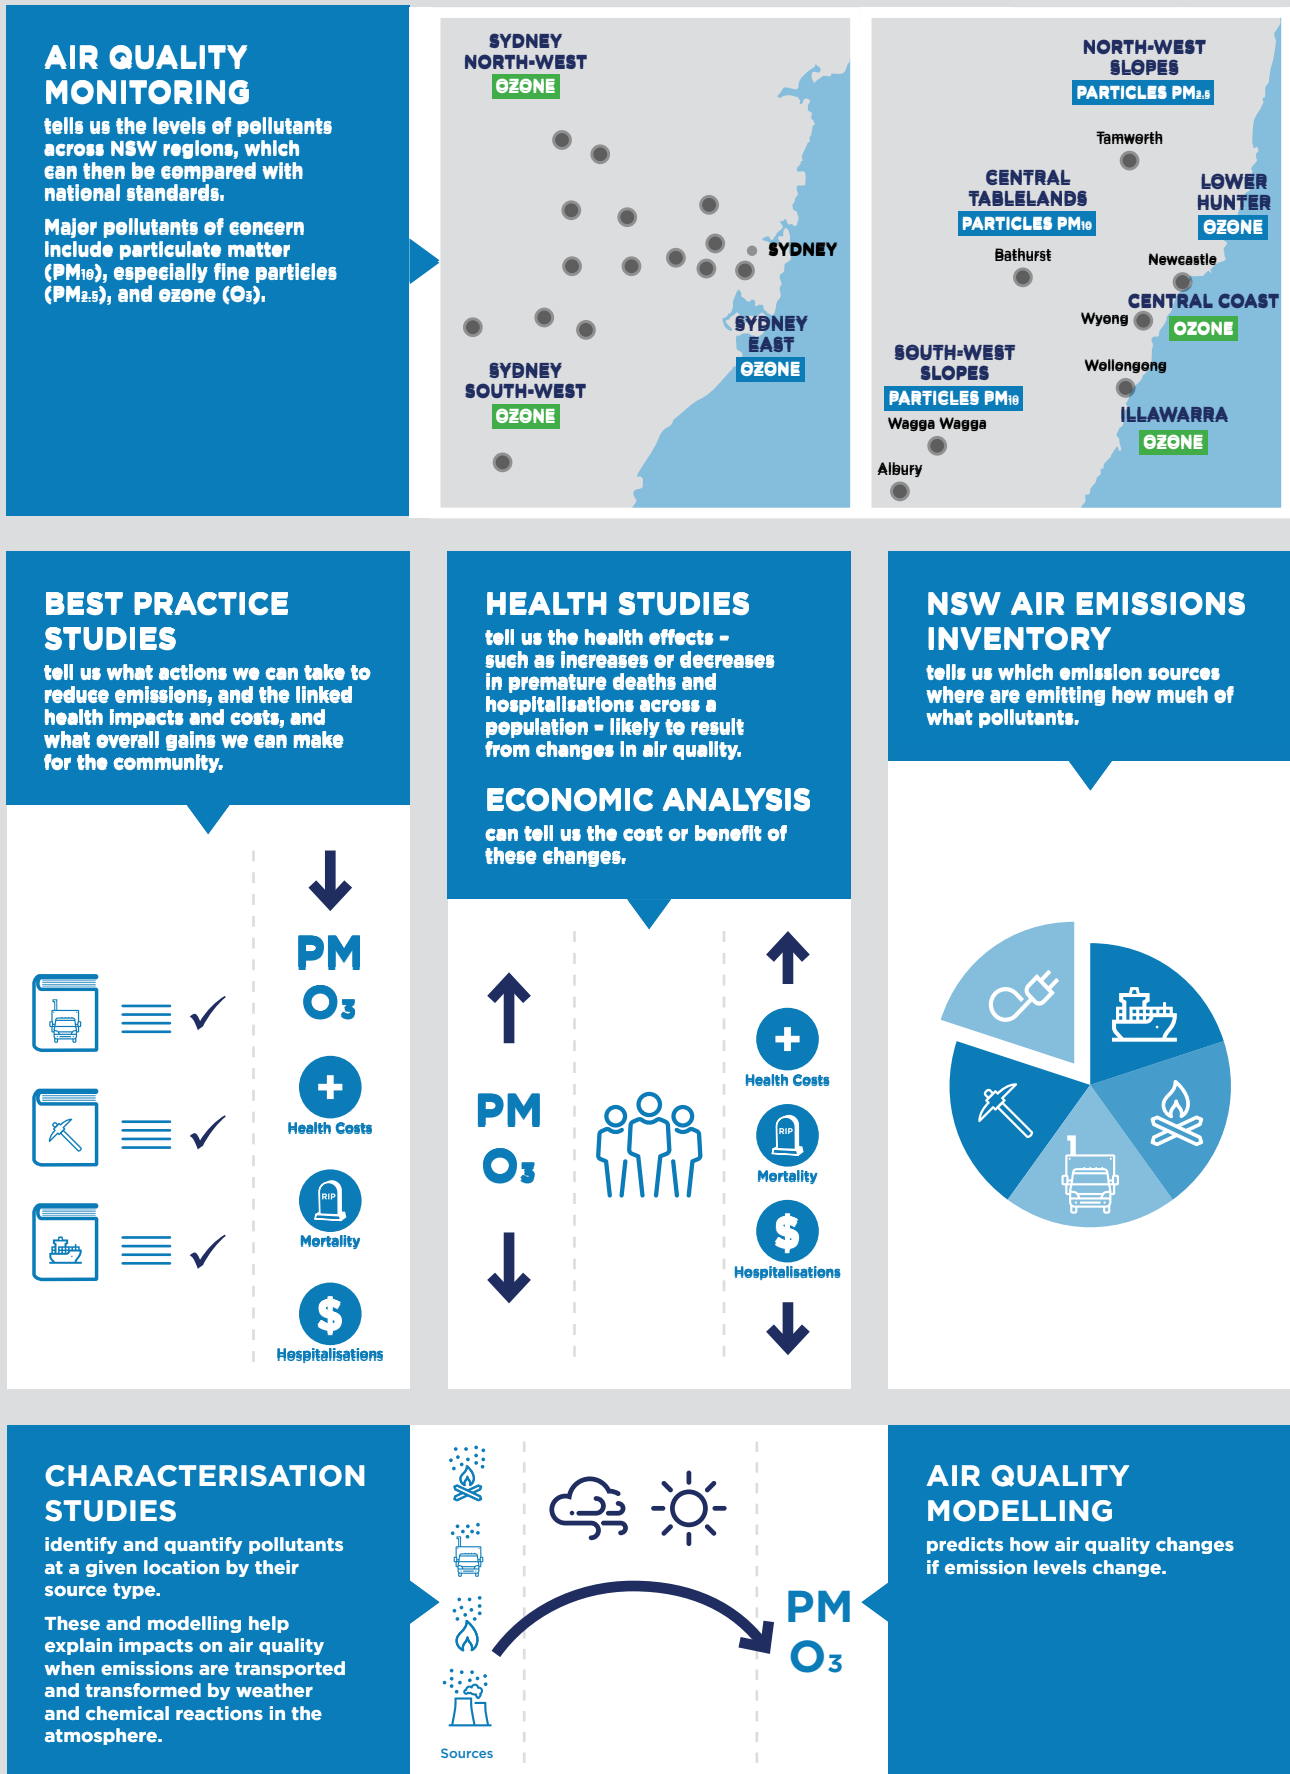 AIR QUALITY
MONITORING
tells us the levels of pollutants
across NSW regions, which
can then be compared with
national standards.
Major pollutants of concern
include particulate matter
(PM₁₀), especially fine particles
(PM₂.₅), and ozone (O₃).
SYDNEY
NORTH-WEST
OZONE
SYDNEY
SYDNEY
EAST
OZONE
SYDNEY
SOUTH-WEST
OZONE
NORTH-WEST
SLOPES
PARTICLES PM₂.₅
Tamworth
CENTRAL
TABLELANDS
PARTICLES PM₁₀
Bathurst
LOWER
HUNTER
OZONE
Newcastle
CENTRAL COAST
Wyong
OZONE
SOUTH-WEST
SLOPES
PARTICLES PM₁₀
Wagga Wagga
Albury
Wollongong
ILLAWARRA
OZONE
BEST PRACTICE
STUDIES
tell us what actions we can take to
reduce emissions, and the linked
health impacts and costs, and
what overall gains we can make
for the community.
PM
O₃
Health Costs
RIP
Mortality
$
Hospitalisations
HEALTH STUDIES
tell us the health effects –
such as increases or decreases
in premature deaths and
hospitalisations across a
population – likely to result
from changes in air quality.
ECONOMIC ANALYSIS
can tell us the cost or benefit of
these changes.
PM
O₃
Health Costs
RIP
Mortality
$
Hospitalisations
NSW AIR EMISSIONS
INVENTORY
tells us which emission sources
where are emitting how much of
what pollutants.
CHARACTERISATION
STUDIES
identify and quantify pollutants
at a given location by their
source type.
These and modelling help
explain impacts on air quality
when emissions are transported
and transformed by weather
and chemical reactions in the
atmosphere.
Sources
PM
O₃
AIR QUALITY
MODELLING
predicts how air quality changes
if emission levels change.